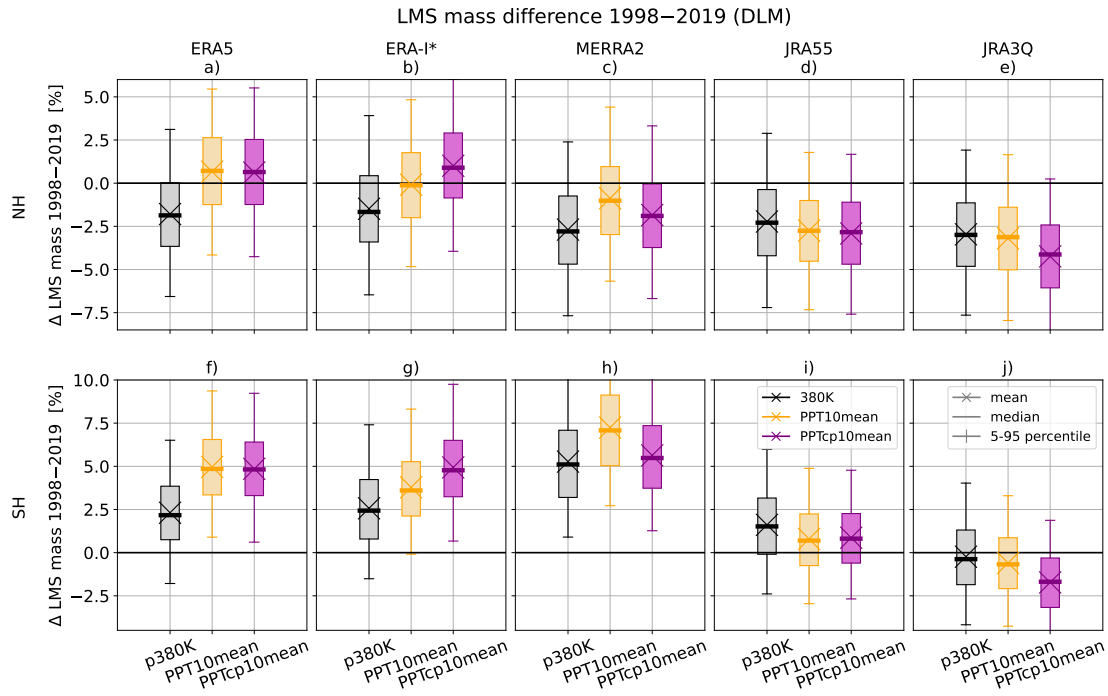 LMS mass difference 1998−2019 (DLM)
ERA5 ERA-I* MERRA2 JRA55 JRA3Q
a) b) c) d) e)
NH
Δ LMS mass 1998−2019 [%]
5.0
2.5
0.0
−2.5
−5.0
−7.5
f) g) h) i) j)
SH
Δ LMS mass 1998−2019 [%]
10.0
7.5
5.0
2.5
0.0
−2.5
380K
PPT10mean
PPTcp10mean
mean
median
5-95 percentile
p380K PPT10mean PPTcp10mean
p380K PPT10mean PPTcp10mean
p380K PPT10mean PPTcp10mean
p380K PPT10mean PPTcp10mean
p380K PPT10mean PPTcp10mean